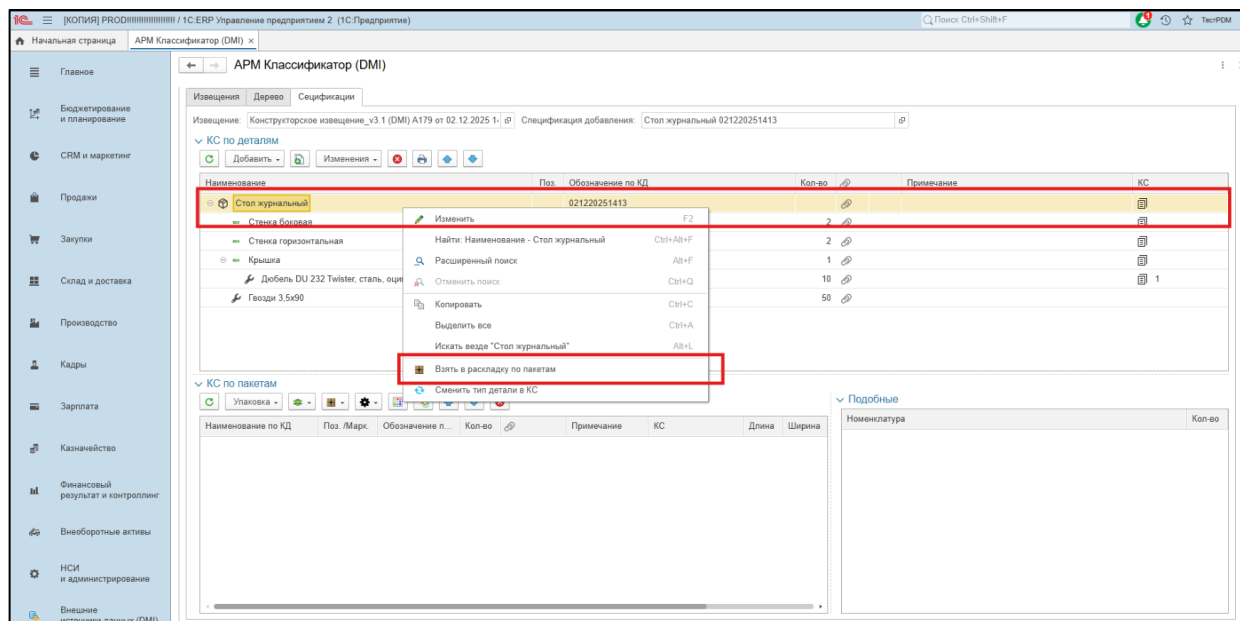 1С [КОПИЯ] PROD!!!!!!!!!!!!!!!!!!! / 1С:ERP Управление предприятием 2 (1С:Предприятие) Поиск Ctrl+Shift+F ТестPDM
Начальная страница АРМ Классификатор (DMI) ×
Главное
Бюджетирование
и планирование
CRM и маркетинг
Продажи
Закупки
Склад и доставка
Производство
Кадры
Зарплата
Казначейство
Финансовый
результат и контроллинг
Внеоборотные активы
НСИ
и администрирование
Внешние
источники данных (DMI)
АРМ Классификатор (DMI)
Извещения Дерево Сецификации
Извещение: Конструкторское извещение_v3.1 (DMI) А179 от 02.12.2025 1 Спецификация добавления: Стол журнальный 021220251413
КС по деталям
Добавить Изменения
Наименование Поз. Обозначение по КД Кол-во Примечание КС
Стол журнальный 021220251413
Стенка боковая 2
Стенка горизонтальная 2
Крышка 1
Дюбель DU 232 Twister, сталь, 10 1
Гвозди 3,5х90 50
Изменить F2
Найти: Наименование - Стол журнальный Ctrl+Alt+F
Расширенный поиск Alt+F
Отменить поиск Ctrl+Q
Копировать Ctrl+C
Выделить все Ctrl+A
Искать везде "Стол журнальный" Alt+L
Взять в раскладку по пакетам
Сменить тип детали в КС
КС по пакетам
Упаковка
Наименование по КД Поз. /Марк. Обозначение п... Кол-во Примечание КС Длина Ширина
Подобные
Номенклатура Кол-во